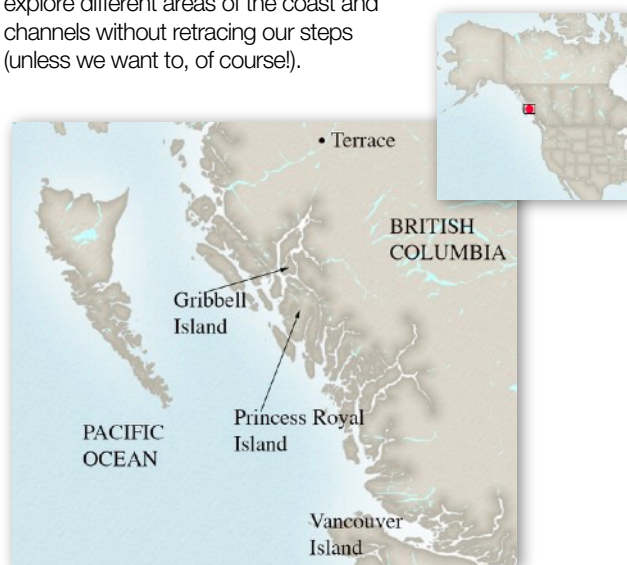 explore different areas of the coast and
channels without retracing our steps
(unless we want to, of course!).
• Terrace
BRITISH
COLUMBIA
Gribbell
Island
Princess Royal
Island
PACIFIC
OCEAN
Vancouver
Island